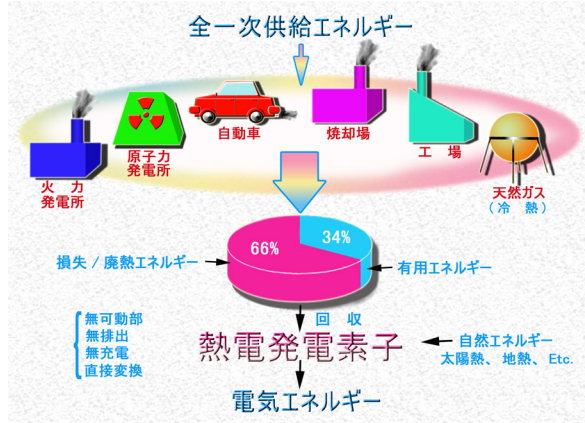 全一次供給エネルギー
火 力
発電所
原子力
発電所
自動車
焼却場
工 場
天然ガス
(冷 熱)
66%
34%
損失 / 廃熱エネルギー
有用エネルギー
回 収
無可動部
無排出
無充電
直接変換
熱電発電素子
自然エネルギー
太陽熱、地熱、Etc.
電気エネルギー